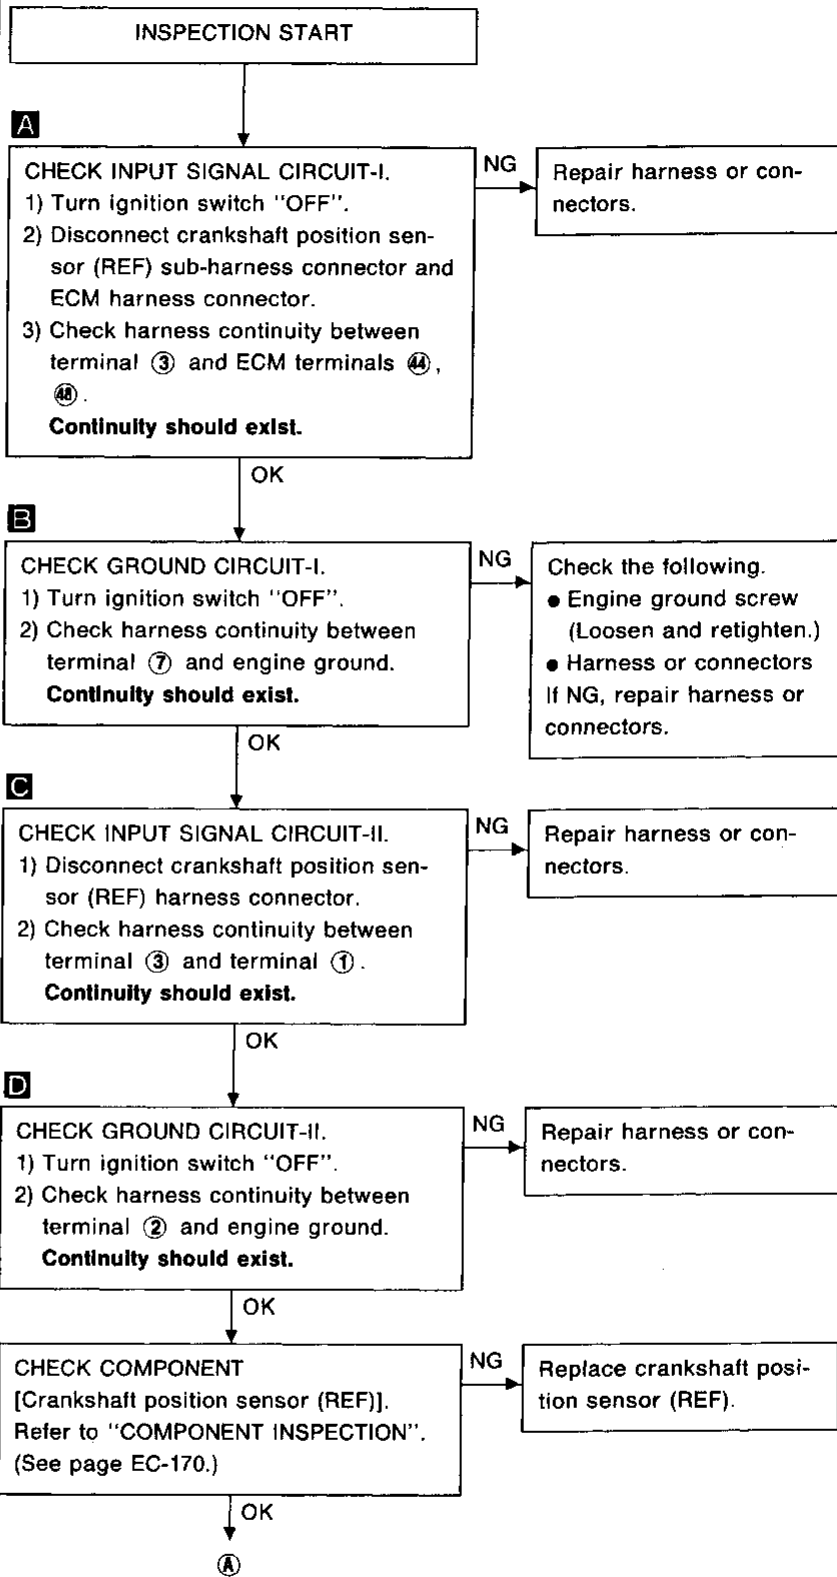 INSPECTION START
A
CHECK INPUT SIGNAL CIRCUIT-I.
1) Turn ignition switch "OFF".
2) Disconnect crankshaft position sen-
sor (REF) sub-harness connector and
ECM harness connector.
3) Check harness continuity between
terminal ③ and ECM terminals ㊹,
㊽.
Continuity should exist.
NG
Repair harness or con-
nectors.
OK
B
CHECK GROUND CIRCUIT-I.
1) Turn ignition switch "OFF".
2) Check harness continuity between
terminal ⑦ and engine ground.
Continuity should exist.
NG
Check the following.
● Engine ground screw
(Loosen and retighten.)
● Harness or connectors
If NG, repair harness or
connectors.
OK
C
CHECK INPUT SIGNAL CIRCUIT-II.
1) Disconnect crankshaft position sen-
sor (REF) harness connector.
2) Check harness continuity between
terminal ③ and terminal ①.
Continuity should exist.
NG
Repair harness or con-
nectors.
OK
D
CHECK GROUND CIRCUIT-II.
1) Turn ignition switch "OFF".
2) Check harness continuity between
terminal ② and engine ground.
Continuity should exist.
NG
Repair harness or con-
nectors.
OK
CHECK COMPONENT
[Crankshaft position sensor (REF)].
Refer to "COMPONENT INSPECTION".
(See page EC-170.)
NG
Replace crankshaft posi-
tion sensor (REF).
OK
Ⓐ